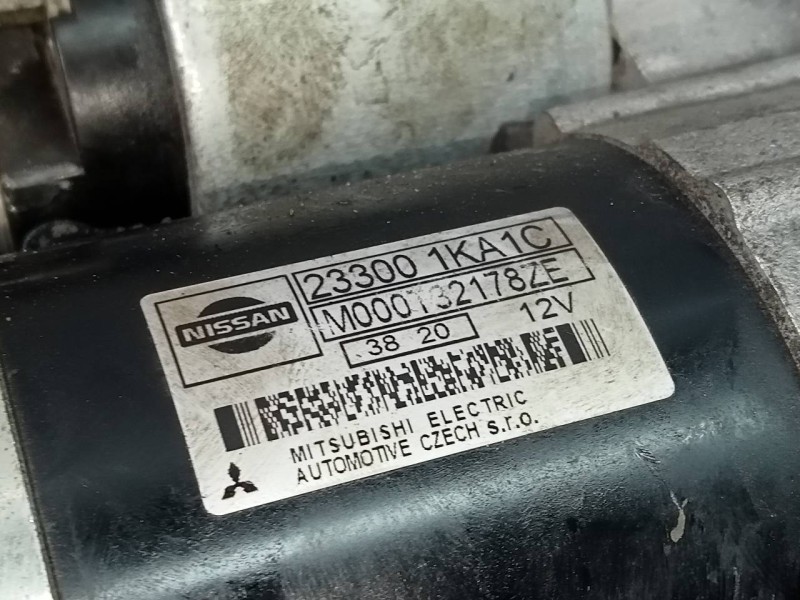 NISSAN
23300 1KA1C
M000T32178ZE
38 20 12V
MITSUBISHI ELECTRIC
AUTOMOTIVE CZECH s.r.o.